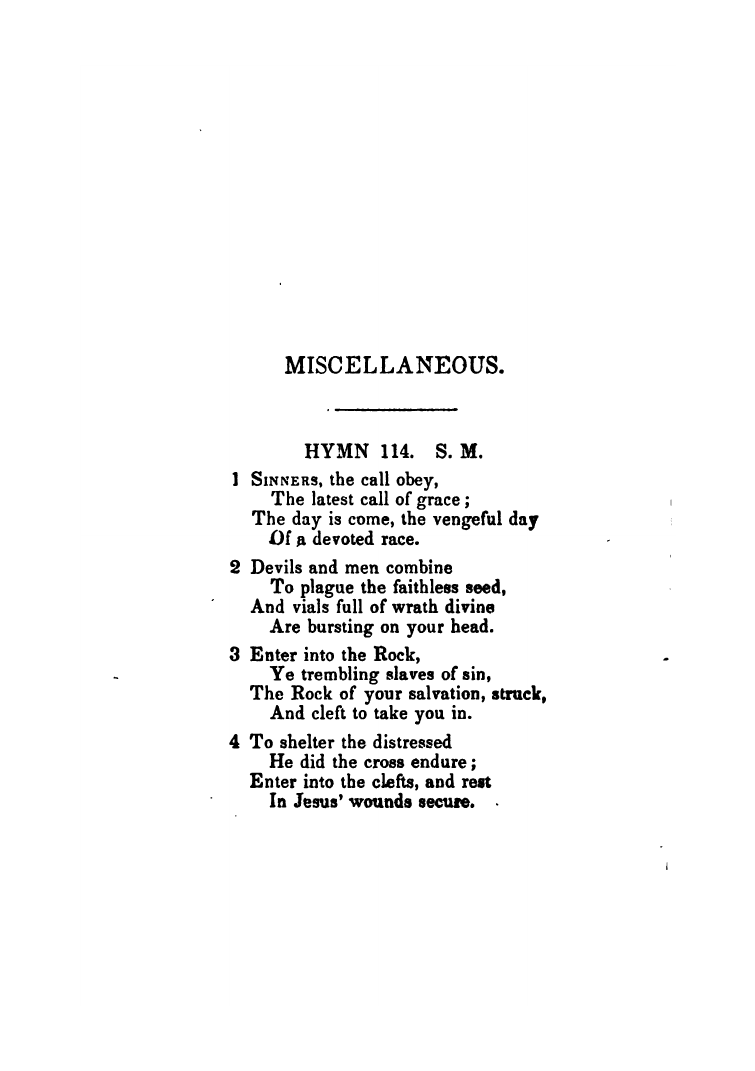 MISCELLANEOUS.
HYMN 114. S. M.
1 SINNERS, the call obey,
The latest call of grace;
The day is come, the vengeful day
Of a devoted race.
2 Devils and men combine
To plague the faithless seed,
And vials full of wrath divine
Are bursting on your head.
3 Enter into the Rock,
Ye trembling slaves of sin,
The Rock of your salvation, struck,
And cleft to take you in.
4 To shelter the distressed
He did the cross endure;
Enter into the clefts, and rest
In Jesus' wounds secure.